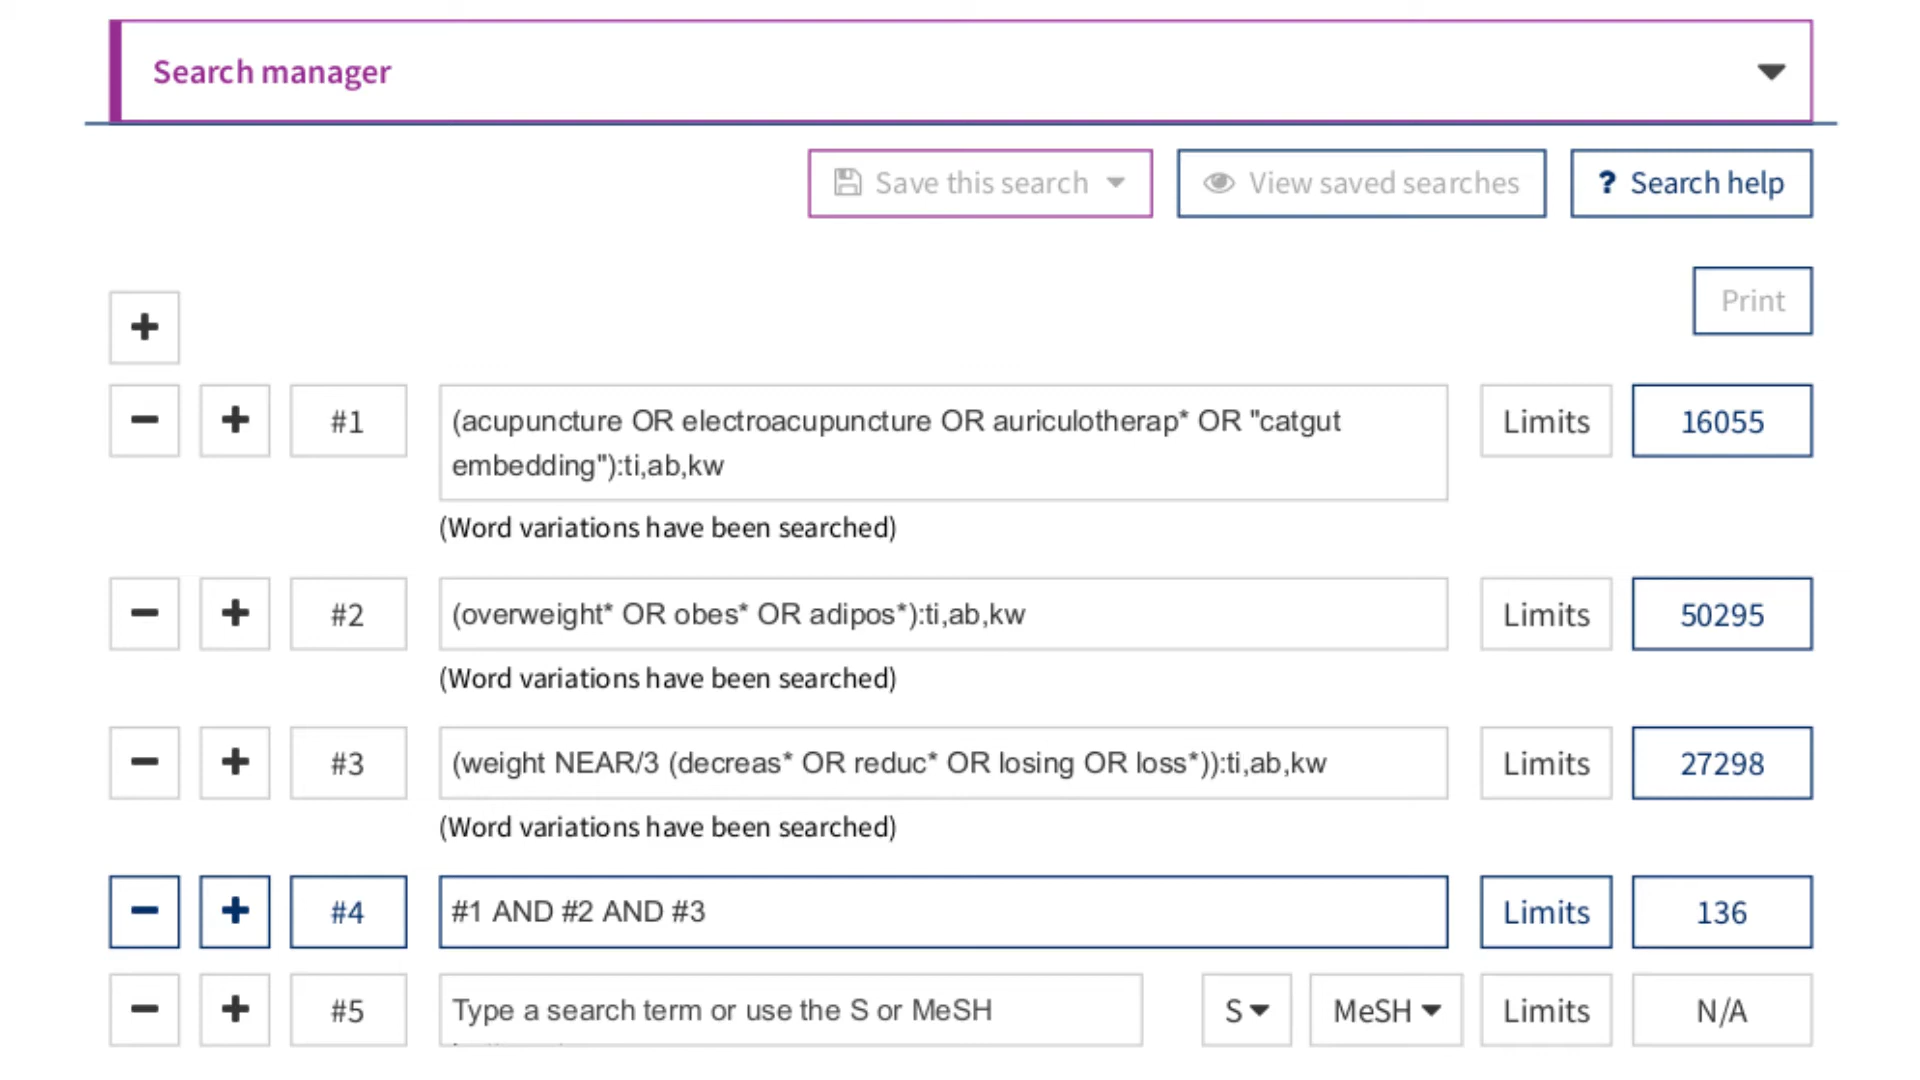 Search manager
Save this search
View saved searches
? Search help
Print
#1
(acupuncture OR electroacupuncture OR auriculotherap* OR "catgut
embedding"):ti,ab,kw
Limits
16055
(Word variations have been searched)
#2
(overweight* OR obes* OR adipos*):ti,ab,kw
Limits
50295
(Word variations have been searched)
#3
(weight NEAR/3 (decreas* OR reduc* OR losing OR loss*)):ti,ab,kw
Limits
27298
(Word variations have been searched)
#4
#1 AND #2 AND #3
Limits
136
#5
Type a search term or use the S or MeSH
S
MeSH
Limits
N/A